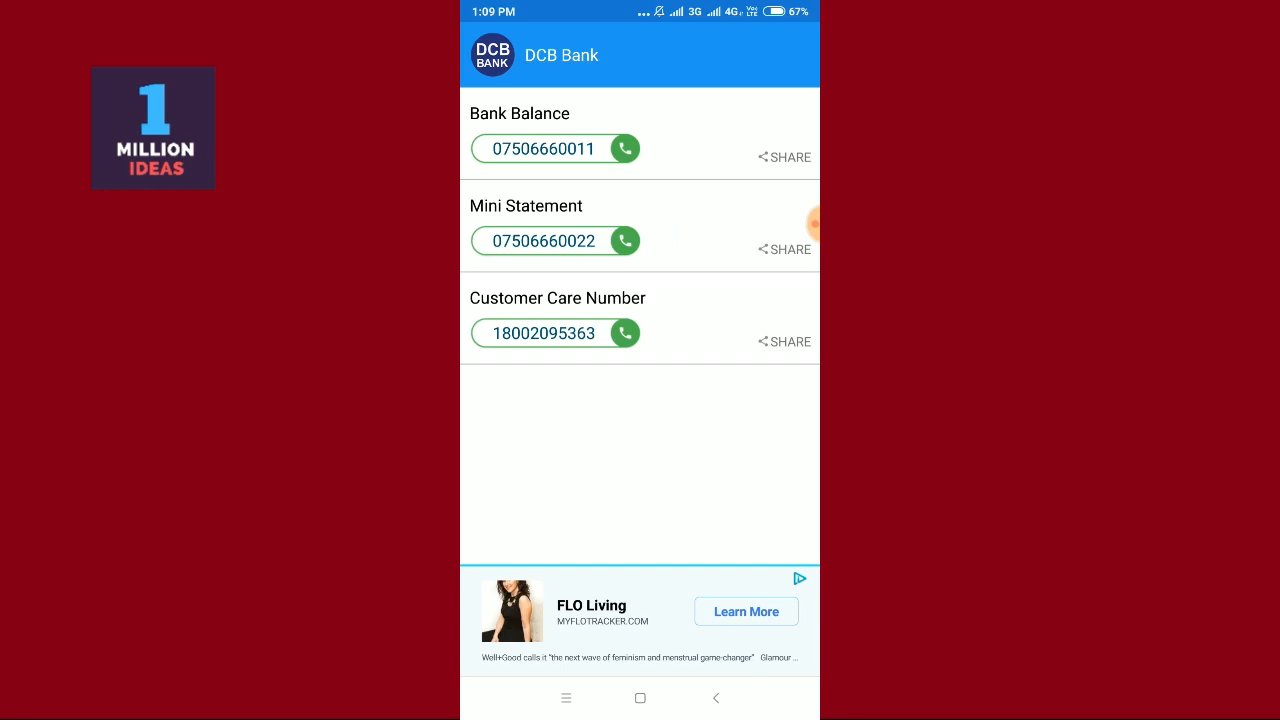 1
MILLION
IDEAS
1:09 PM
3G
4G
Vo
LTE
67%
DCB
BANK
DCB Bank
Bank Balance
07506660011
SHARE
Mini Statement
07506660022
SHARE
Customer Care Number
18002095363
SHARE
FLO Living
MYFLOTRACKER.COM
Learn More
Well+Good calls it “the next wave of feminism and menstrual game-changer” Glamour ...